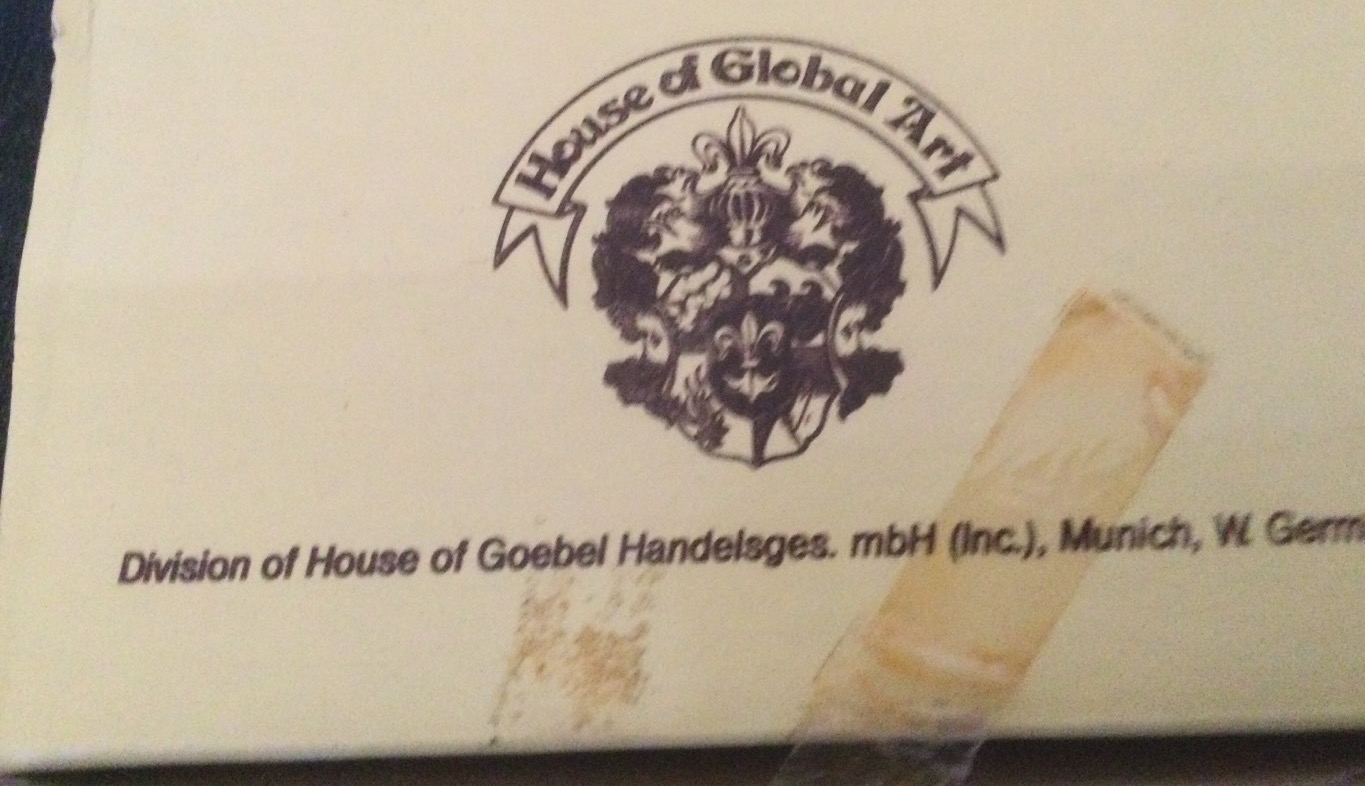 House of Global Art
Division of House of Goebel Handelsges. mbH (Inc.), Munich, W. Germ